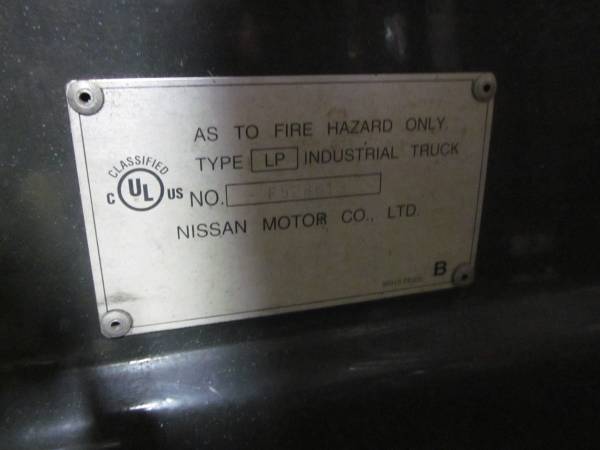 AS TO FIRE HAZARD ONLY.
CLASSIFIED
C UL US
TYPE LP INDUSTRIAL TRUCK
NO.
NISSAN MOTOR CO., LTD.
B